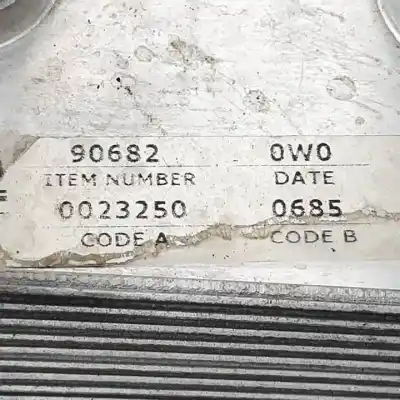 90682 0W0
ITEM NUMBER DATE
0023250 0685
CODE A CODE B